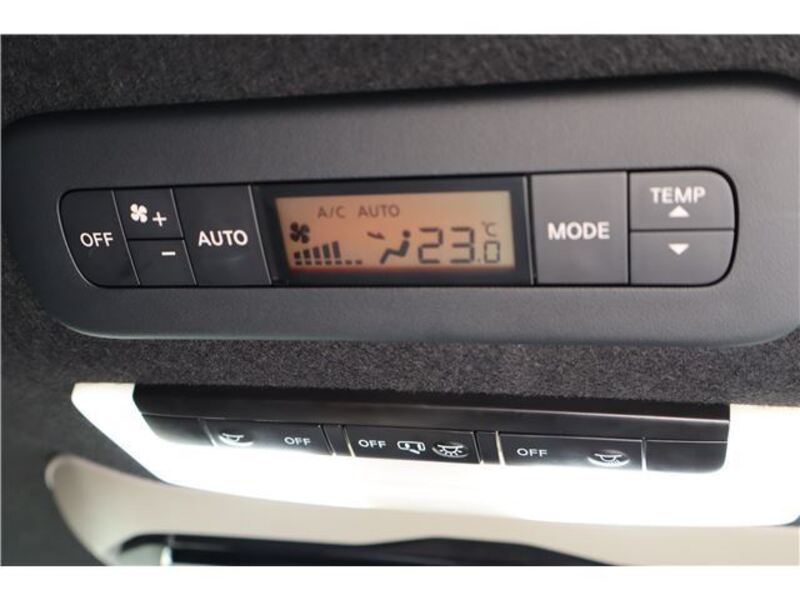 OFF
+
-
AUTO
A/C AUTO
23.0 °C
MODE
TEMP
OFF
OFF
OFF